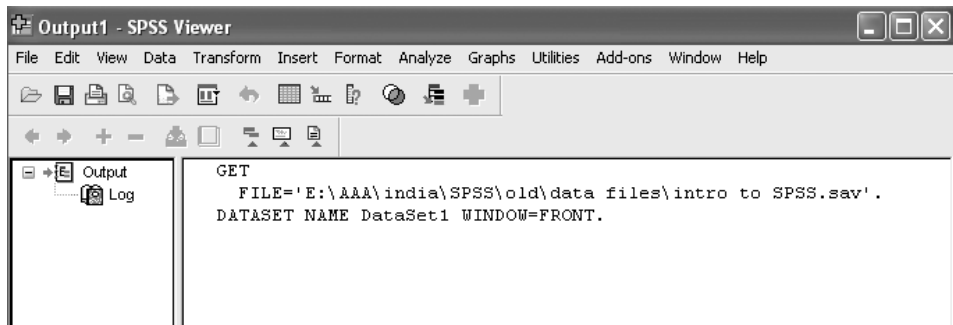 Output1 - SPSS Viewer
File Edit View Data Transform Insert Format Analyze Graphs Utilities Add-ons Window Help
Output
Log
GET
FILE='E:\AAA\india\SPSS\old\data files\intro to SPSS.sav'.
DATASET NAME DataSet1 WINDOW=FRONT.